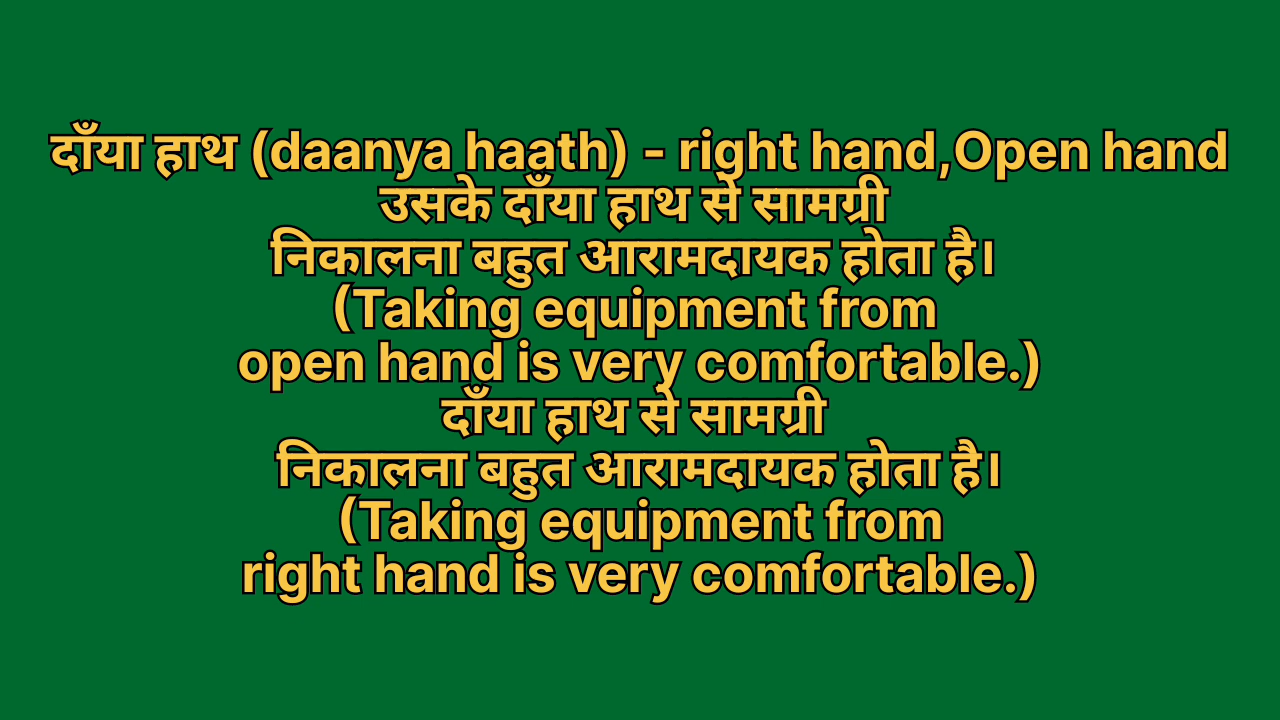 दाँया हाथ (daanya haath) - right hand,Open hand
उसके दाँया हाथ से सामग्री
निकालना बहुत आरामदायक होता है।
(Taking equipment from
open hand is very comfortable.)
दाँया हाथ से सामग्री
निकालना बहुत आरामदायक होता है।
(Taking equipment from
right hand is very comfortable.)